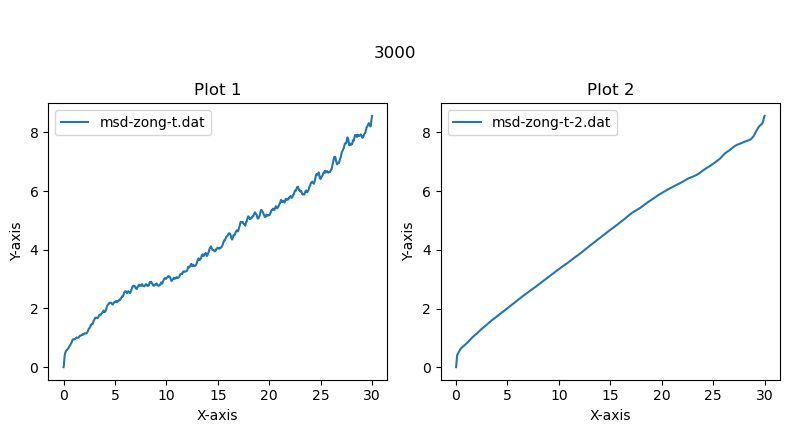 3000
Plot 1
msd-zong-t.dat
8
6
4
2
0
Y-axis
0 5 10 15 20 25 30
X-axis
Plot 2
msd-zong-t-2.dat
8
6
4
2
0
Y-axis
0 5 10 15 20 25 30
X-axis